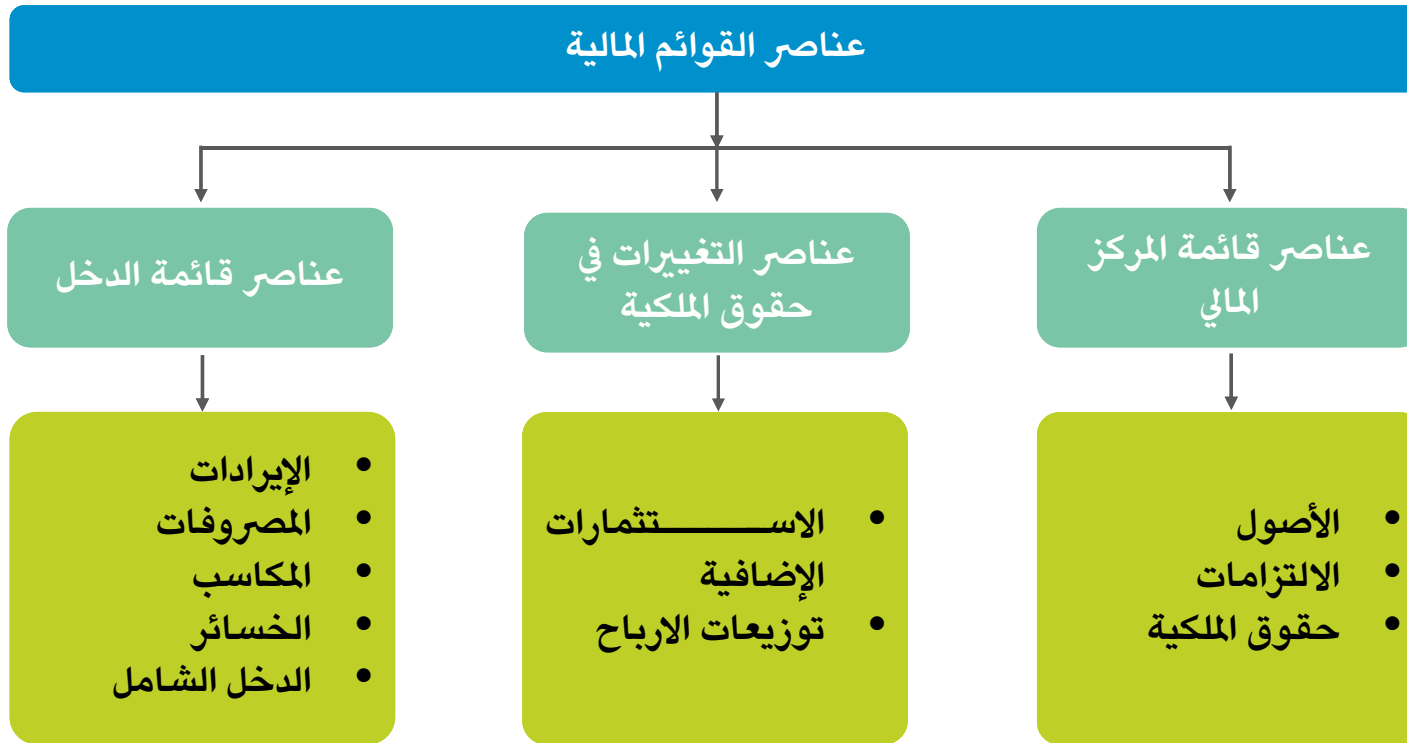 عناصر القوائم المالية
عناصر قائمة المركز
المالي
عناصر التغييرات في
حقوق الملكية
عناصر قائمة الدخل
• الأصول
• الالتزامات
• حقوق الملكية
• الاســـــــــتثمارات
الإضافية
• توزيعات الارباح
• الإيرادات
• المصروفات
• المكاسب
• الخسائر
• الدخل الشامل